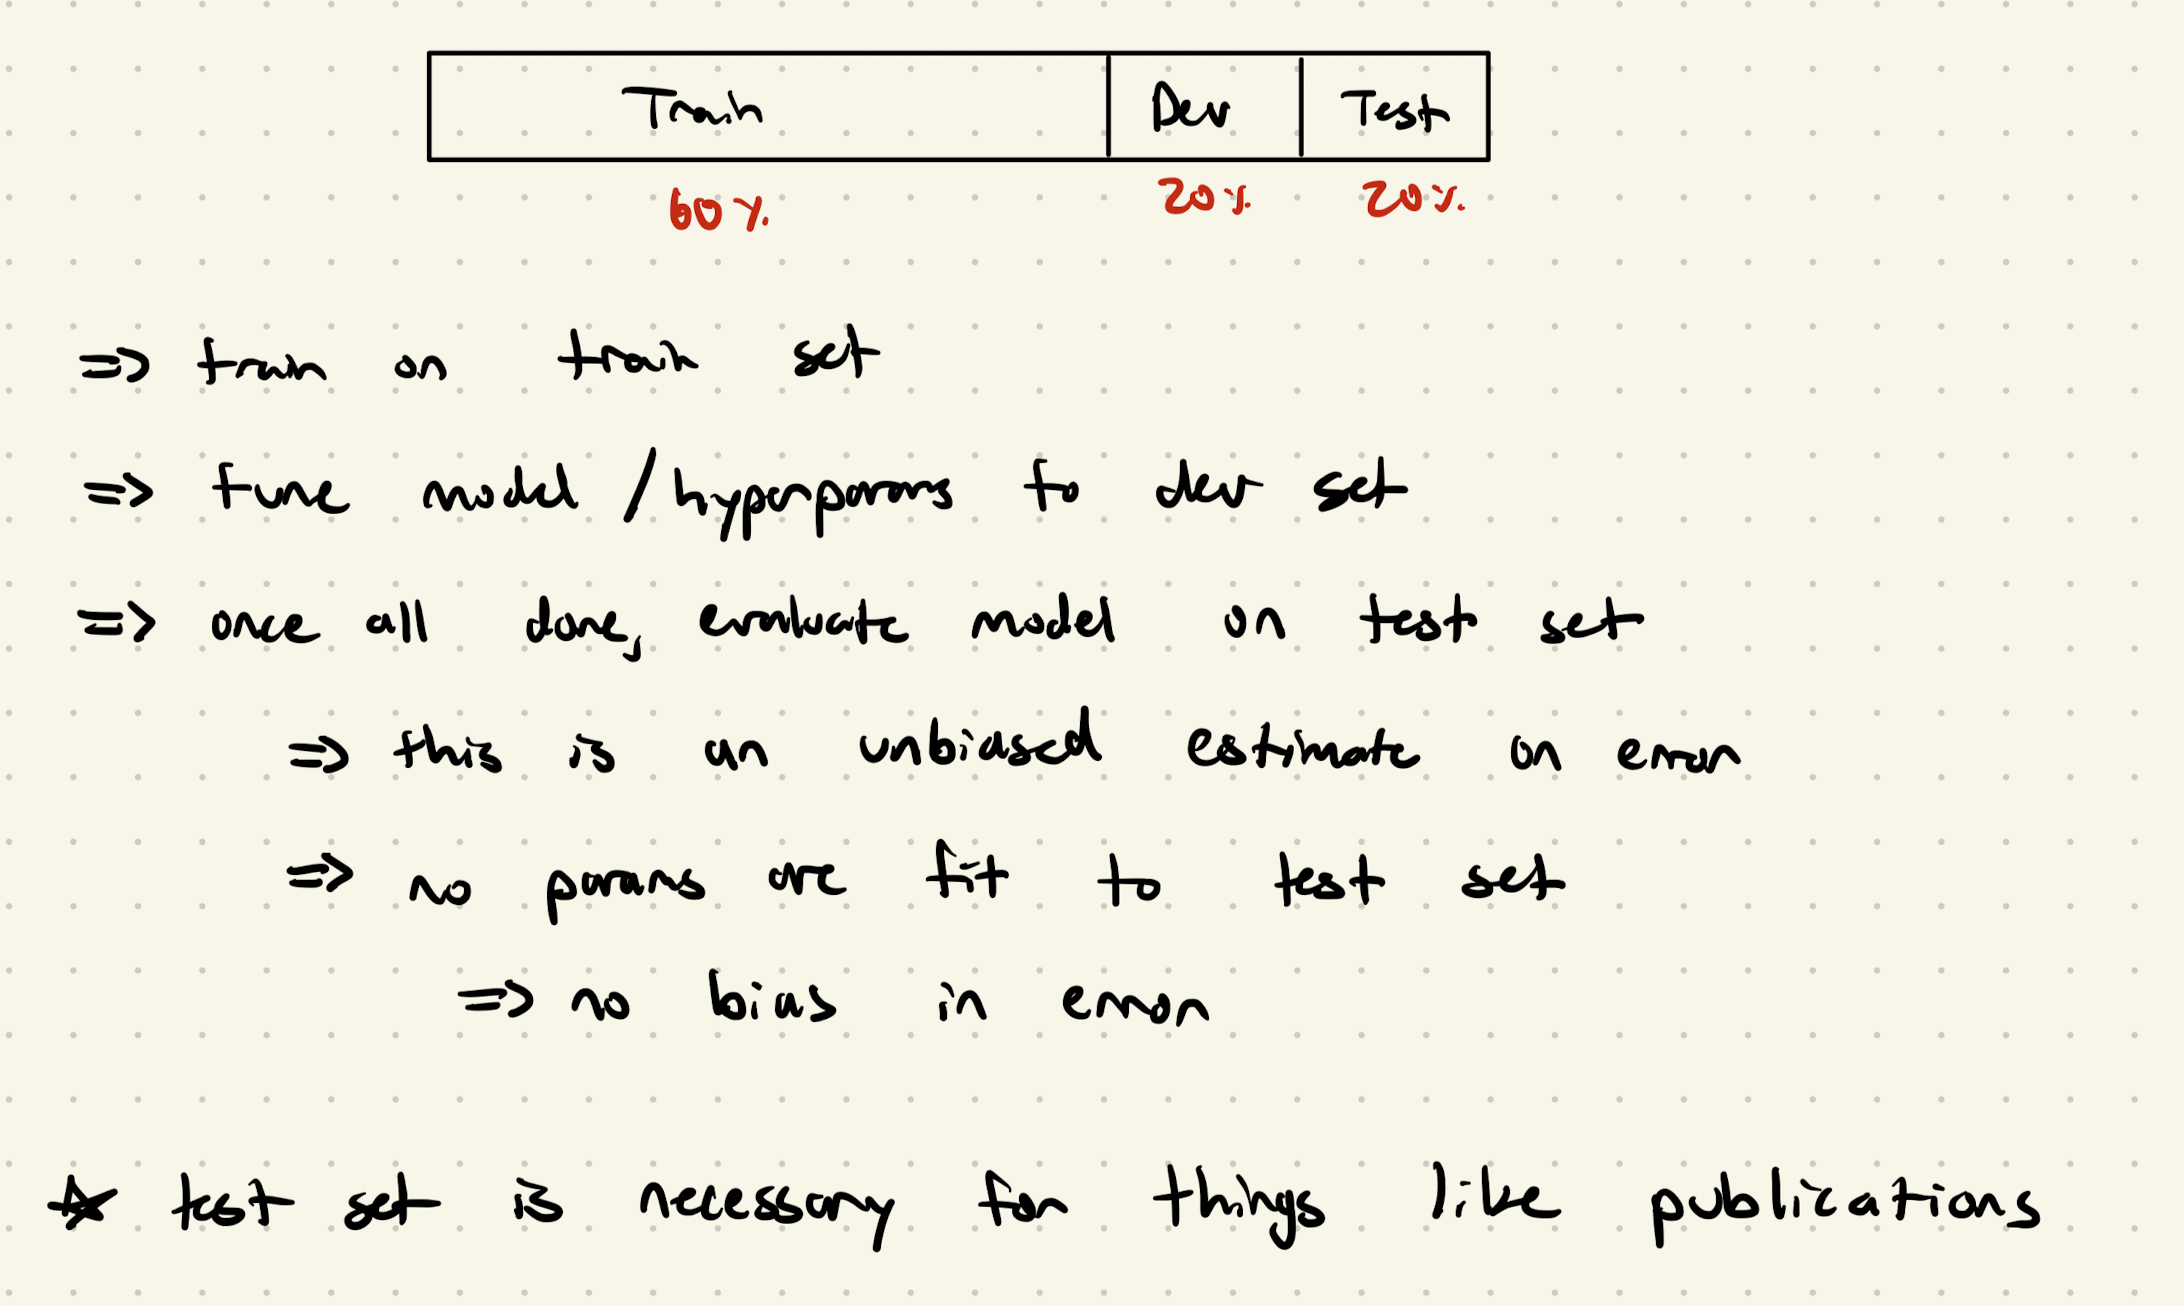 Train Dev Test
60% 20% 20%
=> train on train set
=> tune model / hyperparams to dev set
=> once all done, evaluate model on test set
=> this is an unbiased estimate on error
=> no params are fit to test set
=> no bias in error
☆ test set is necessary for things like publications